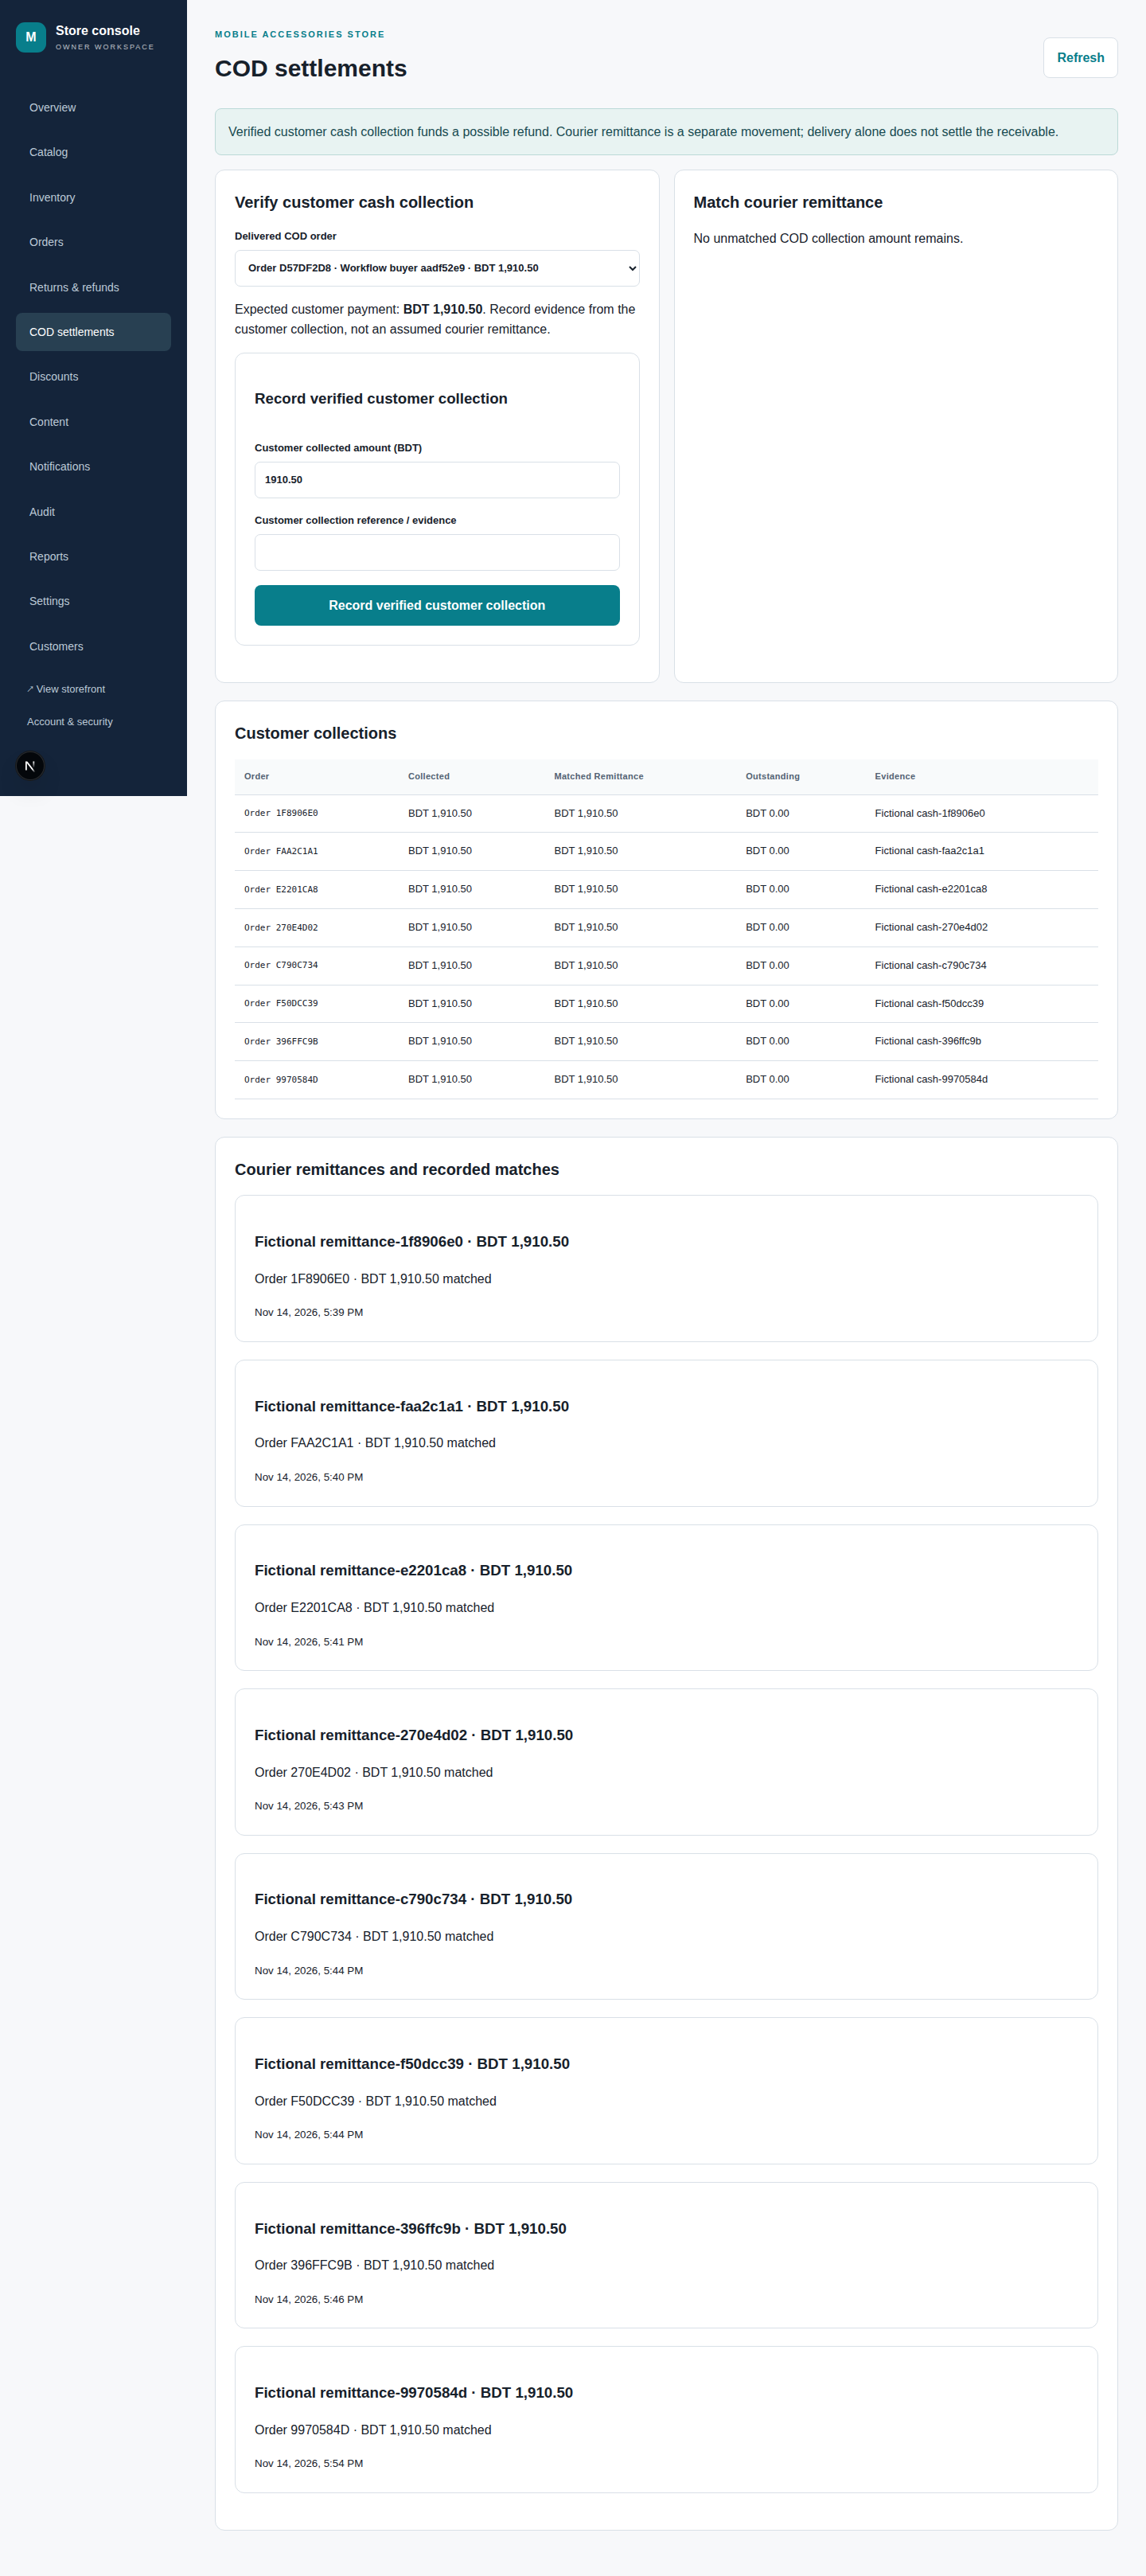 M
Store console
OWNER WORKSPACE
Overview
Catalog
Inventory
Orders
Returns & refunds
COD settlements
Discounts
Content
Notifications
Audit
Reports
Settings
Customers
↗ View storefront
Account & security
N
MOBILE ACCESSORIES STORE
COD settlements
Refresh
Verified customer cash collection funds a possible refund. Courier remittance is a separate movement; delivery alone does not settle the receivable.
Verify customer cash collection
Delivered COD order
Order D57DF2D8 · Workflow buyer aadf52e9 · BDT 1,910.50
Expected customer payment: BDT 1,910.50. Record evidence from the
customer collection, not an assumed courier remittance.
Record verified customer collection
Customer collected amount (BDT)
1910.50
Customer collection reference / evidence
Record verified customer collection
Match courier remittance
No unmatched COD collection amount remains.
Customer collections
Order Collected Matched Remittance Outstanding Evidence
Order 1F8906E0 BDT 1,910.50 BDT 1,910.50 BDT 0.00 Fictional cash-1f8906e0
Order FAA2C1A1 BDT 1,910.50 BDT 1,910.50 BDT 0.00 Fictional cash-faa2c1a1
Order E2201CA8 BDT 1,910.50 BDT 1,910.50 BDT 0.00 Fictional cash-e2201ca8
Order 270E4D02 BDT 1,910.50 BDT 1,910.50 BDT 0.00 Fictional cash-270e4d02
Order C790C734 BDT 1,910.50 BDT 1,910.50 BDT 0.00 Fictional cash-c790c734
Order F50DCC39 BDT 1,910.50 BDT 1,910.50 BDT 0.00 Fictional cash-f50dcc39
Order 396FFC9B BDT 1,910.50 BDT 1,910.50 BDT 0.00 Fictional cash-396ffc9b
Order 9970584D BDT 1,910.50 BDT 1,910.50 BDT 0.00 Fictional cash-9970584d
Courier remittances and recorded matches
Fictional remittance-1f8906e0 · BDT 1,910.50
Order 1F8906E0 · BDT 1,910.50 matched
Nov 14, 2026, 5:39 PM
Fictional remittance-faa2c1a1 · BDT 1,910.50
Order FAA2C1A1 · BDT 1,910.50 matched
Nov 14, 2026, 5:40 PM
Fictional remittance-e2201ca8 · BDT 1,910.50
Order E2201CA8 · BDT 1,910.50 matched
Nov 14, 2026, 5:41 PM
Fictional remittance-270e4d02 · BDT 1,910.50
Order 270E4D02 · BDT 1,910.50 matched
Nov 14, 2026, 5:43 PM
Fictional remittance-c790c734 · BDT 1,910.50
Order C790C734 · BDT 1,910.50 matched
Nov 14, 2026, 5:44 PM
Fictional remittance-f50dcc39 · BDT 1,910.50
Order F50DCC39 · BDT 1,910.50 matched
Nov 14, 2026, 5:44 PM
Fictional remittance-396ffc9b · BDT 1,910.50
Order 396FFC9B · BDT 1,910.50 matched
Nov 14, 2026, 5:46 PM
Fictional remittance-9970584d · BDT 1,910.50
Order 9970584D · BDT 1,910.50 matched
Nov 14, 2026, 5:54 PM